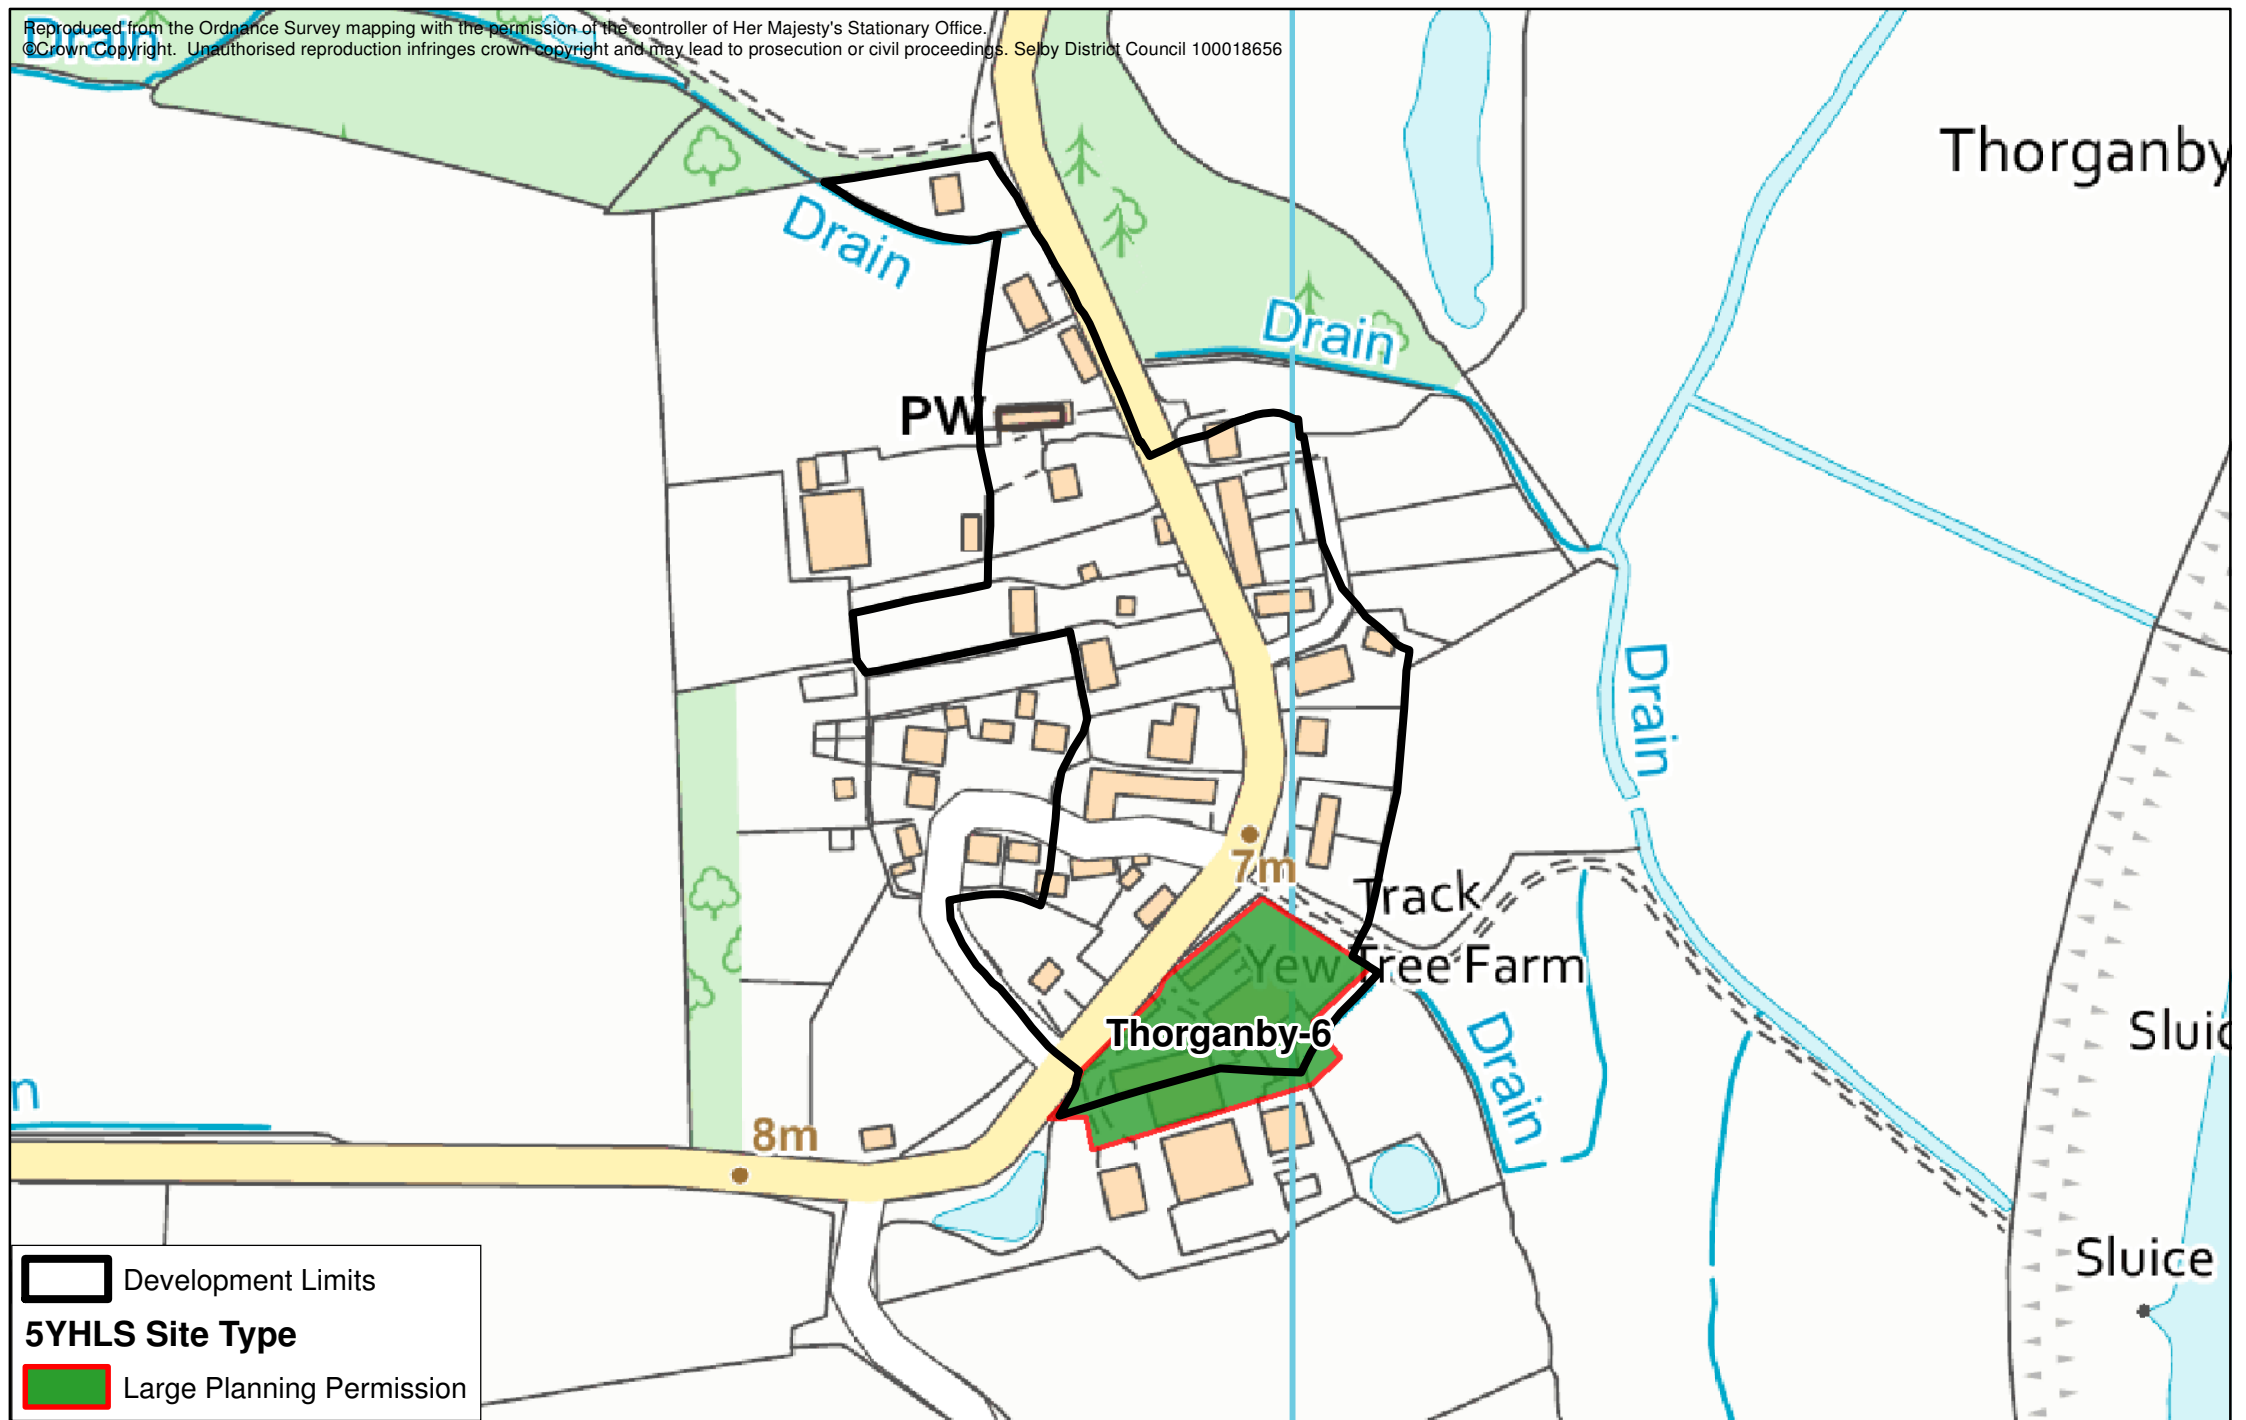 Reproduced from the Ordnance Survey mapping with the permission of the controller of Her Majesty's Stationary Office.
©Crown Copyright. Unauthorised reproduction infringes crown copyright and may lead to prosecution or civil proceedings. Selby District Council 100018656
Drain
Thorganby
Drain
Drain
PW
Drain
7m
Track
Yew Tree Farm
Thorganby-6
Drain
Sluic
n
8m
Sluice
Development Limits
5YHLS Site Type
Large Planning Permission